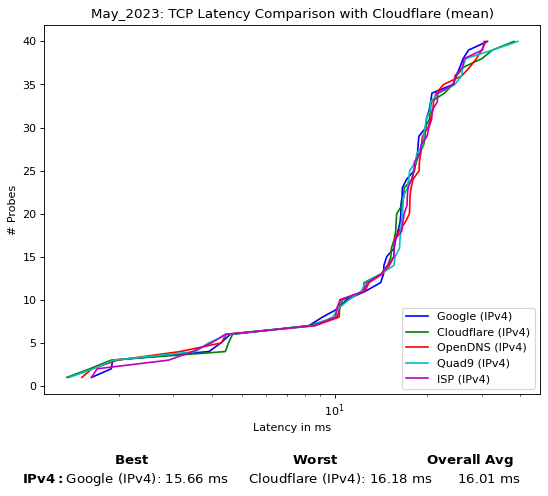 May_2023: TCP Latency Comparison with Cloudflare (mean)
40
35
30
25
20
15
10
5
0
# Probes
Google (IPv4)
Cloudflare (IPv4)
OpenDNS (IPv4)
Quad9 (IPv4)
ISP (IPv4)
10^1
Latency in ms
Best Worst Overall Avg
IPv4: Google (IPv4): 15.66 ms Cloudflare (IPv4): 16.18 ms 16.01 ms